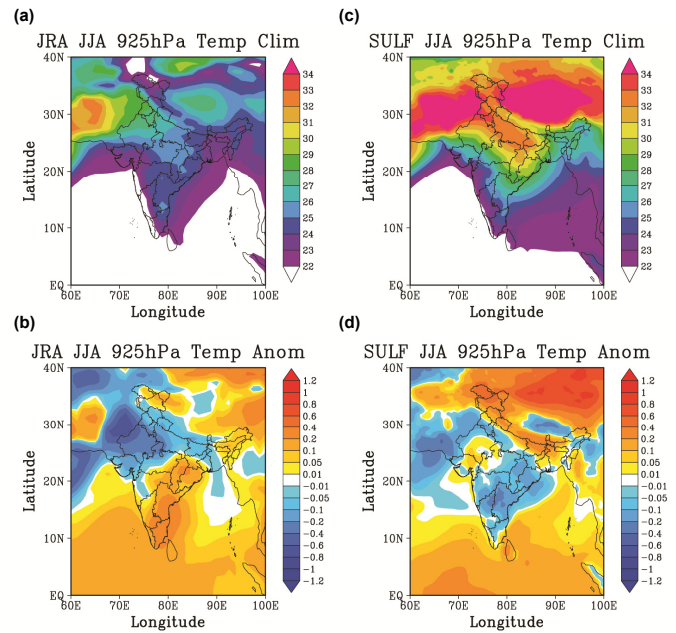 (a)
JRA JJA 925hPa Temp Clim
40N
30N
20N
10N
EQ
60E 70E 80E 90E 100E
Latitude
Longitude
34
33
32
31
30
29
28
27
26
25
24
23
22
(c)
SULF JJA 925hPa Temp Clim
40N
30N
20N
10N
EQ
60E 70E 80E 90E 100E
Latitude
Longitude
34
33
32
31
30
29
28
27
26
25
24
23
22
(b)
JRA JJA 925hPa Temp Anom
40N
30N
20N
10N
EQ
60E 70E 80E 90E 100E
Latitude
Longitude
1.2
1
0.8
0.6
0.4
0.2
0.1
0.05
0.01
-0.01
-0.05
-0.1
-0.2
-0.4
-0.6
-0.8
-1
-1.2
(d)
SULF JJA 925hPa Temp Anom
40N
30N
20N
10N
EQ
60E 70E 80E 90E 100E
Latitude
Longitude
1.2
1
0.8
0.6
0.4
0.2
0.1
0.05
0.01
-0.01
-0.05
-0.1
-0.2
-0.4
-0.6
-0.8
-1
-1.2